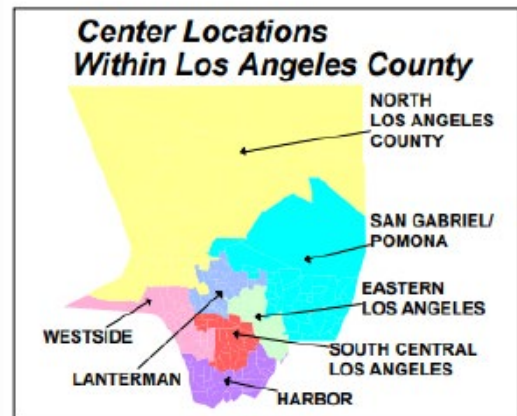 Center Locations
Within Los Angeles County
NORTH
LOS ANGELES
COUNTY
SAN GABRIEL/
POMONA
EASTERN
LOS ANGELES
WESTSIDE
SOUTH CENTRAL
LOS ANGELES
LANTERMAN
HARBOR